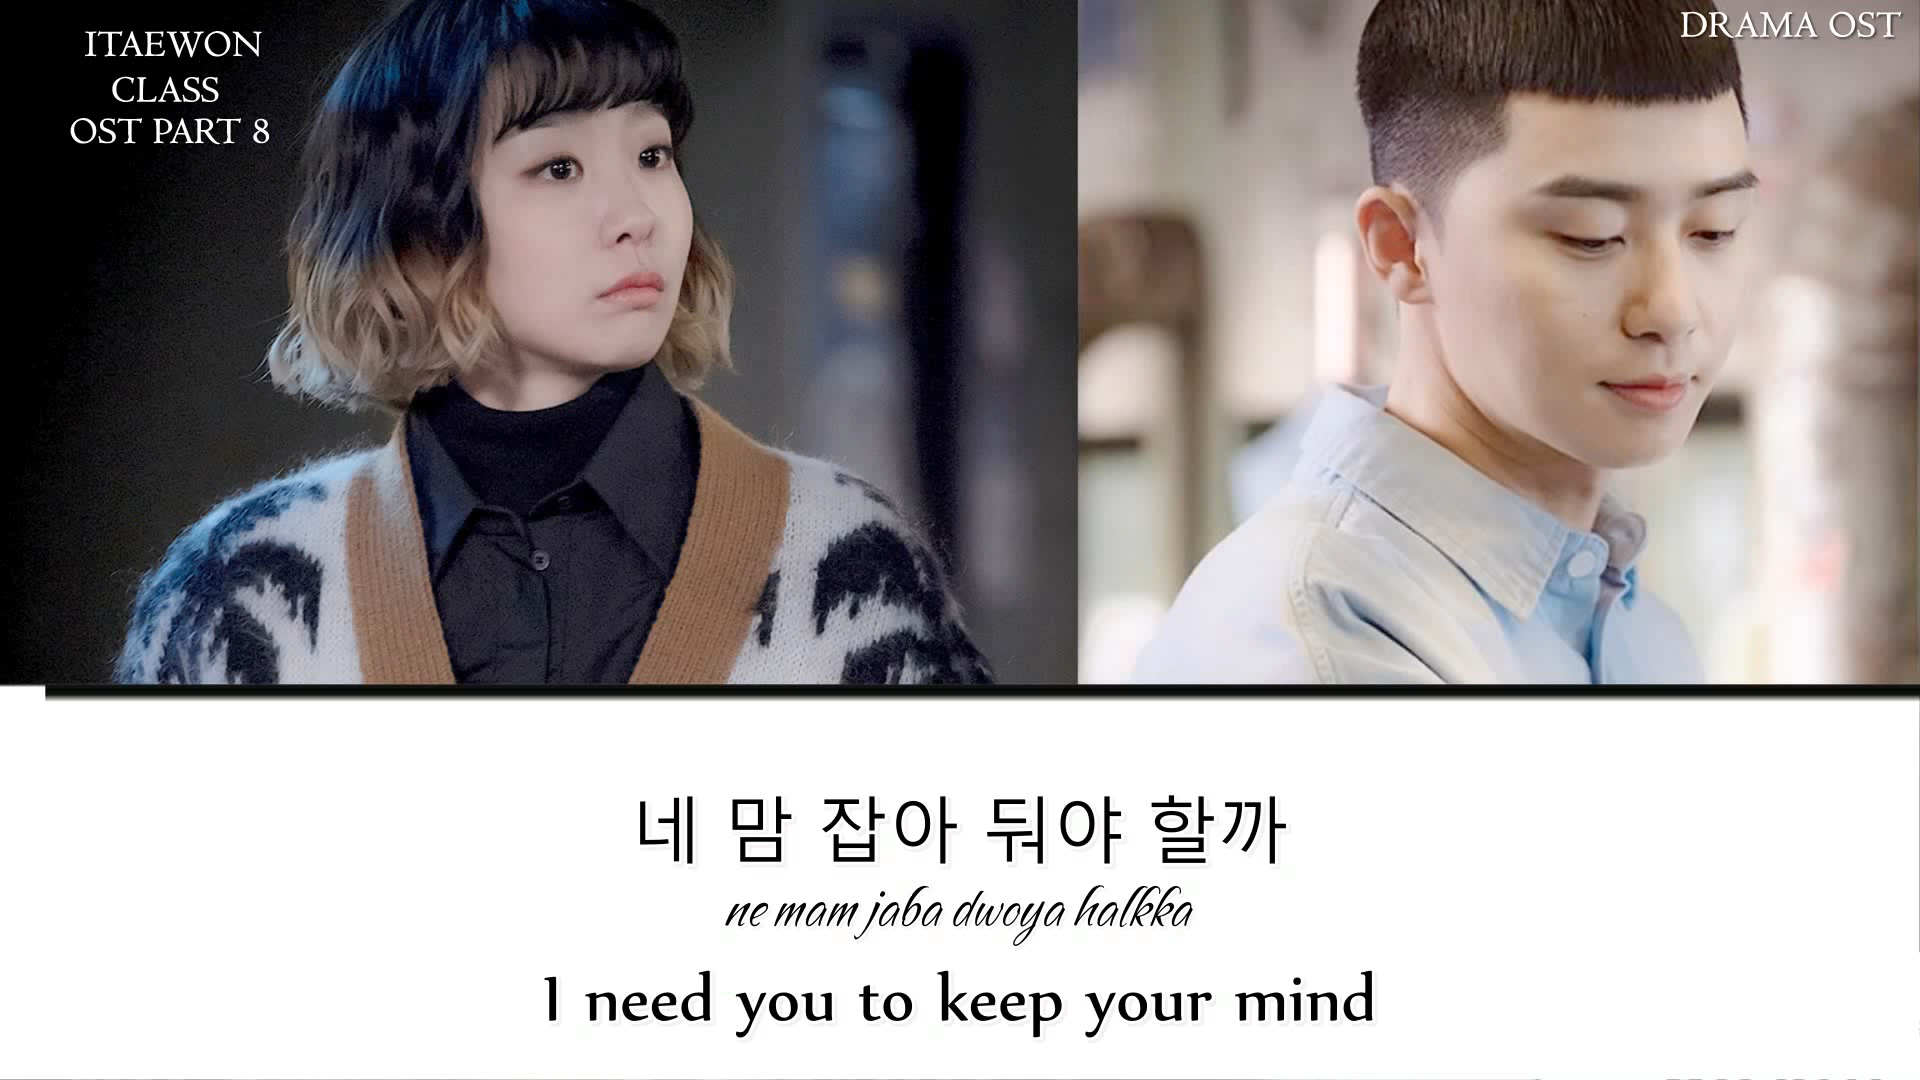 ITAEWON
CLASS
OST PART 8
DRAMA OST
네 맘 잡아 둬야 할까
ne mam jaba dwoya halkka
I need you to keep your mind